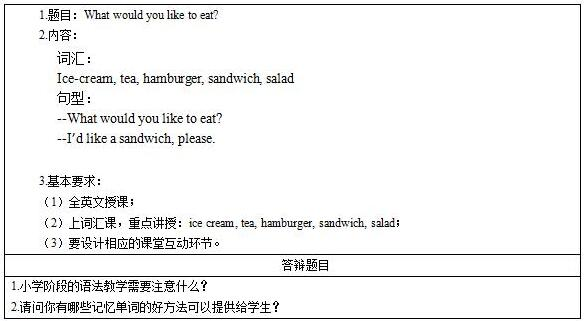 1.题目：What would you like to eat?
2.内容：
词汇：
Ice-cream, tea, hamburger, sandwich, salad
句型：
--What would you like to eat?
--I'd like a sandwich, please.
3.基本要求：
（1）全英文授课；
（2）上词汇课，重点讲授：ice cream, tea, hamburger, sandwich, salad；
（3）要设计相应的课堂互动环节。
答辩题目
1.小学阶段的语法教学需要注意什么？
2.请问你有哪些记忆单词的好方法可以提供给学生？